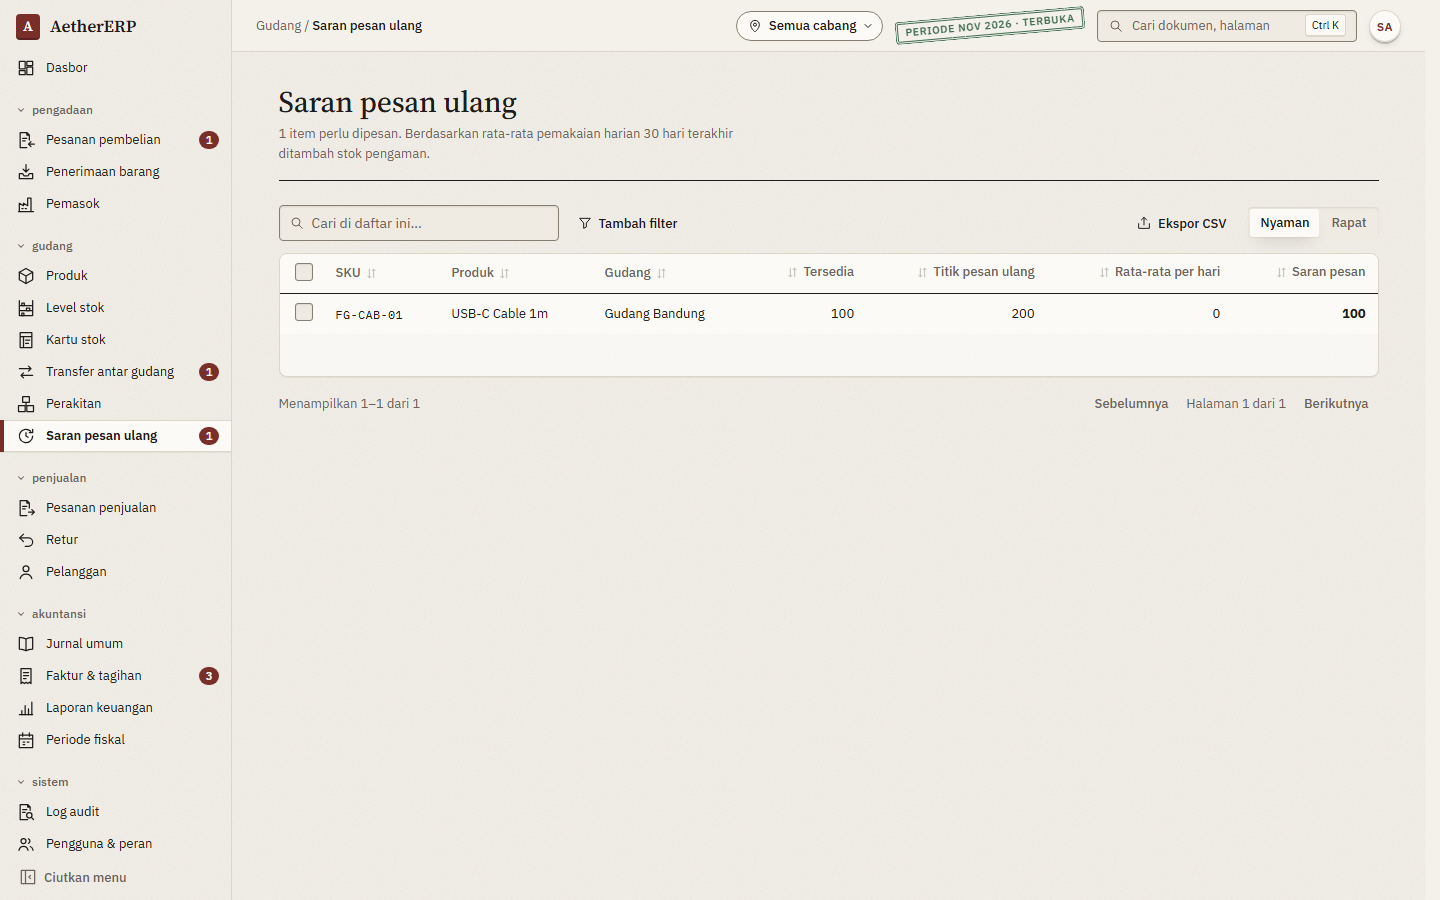 A AetherERP
Gudang / Saran pesan ulang
Semua cabang
PERIODE NOV 2026 · TERBUKA
Cari dokumen, halaman
Ctrl K
SA
Dasbor
pengadaan
Pesanan pembelian 1
Penerimaan barang
Pemasok
gudang
Produk
Level stok
Kartu stok
Transfer antar gudang 1
Perakitan
Saran pesan ulang 1
penjualan
Pesanan penjualan
Retur
Pelanggan
akuntansi
Jurnal umum
Faktur & tagihan 3
Laporan keuangan
Periode fiskal
sistem
Log audit
Pengguna & peran
Ciutkan menu
Saran pesan ulang
1 item perlu dipesan. Berdasarkan rata-rata pemakaian harian 30 hari terakhir
ditambah stok pengaman.
Cari di daftar ini...
Tambah filter
Ekspor CSV
Nyaman
Rapat
SKU Produk Gudang Tersedia Titik pesan ulang Rata-rata per hari Saran pesan
FG-CAB-01 USB-C Cable 1m Gudang Bandung 100 200 0 100
Menampilkan 1–1 dari 1
Sebelumnya Halaman 1 dari 1 Berikutnya